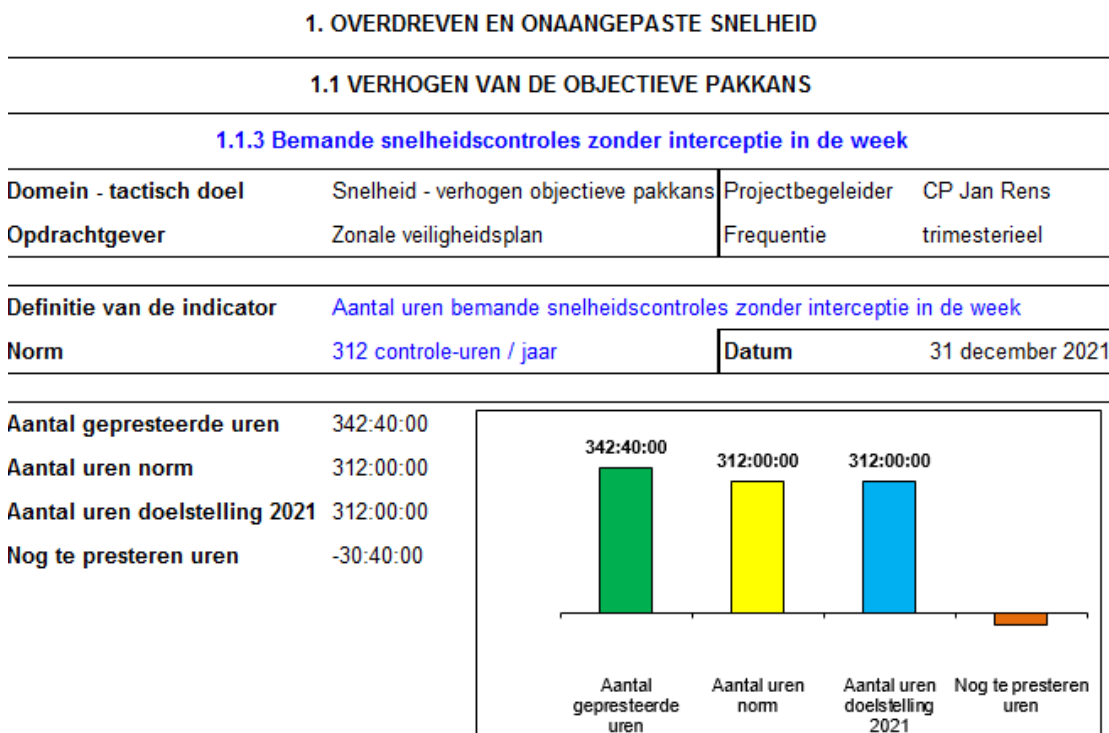 1. OVERDREVEN EN ONAANGEPASTE SNELHEID
1.1 VERHOGEN VAN DE OBJECTIEVE PAKKANS
1.1.3 Bemande snelheidscontroles zonder interceptie in de week
Domein - tactisch doel Snelheid - verhogen objectieve pakkans Projectbegeleider CP Jan Rens
Opdrachtgever Zonale veiligheidsplan Frequentie trimesterieel
Definitie van de indicator Aantal uren bemande snelheidscontroles zonder interceptie in de week
Norm 312 controle-uren / jaar Datum 31 december 2021
Aantal gepresteerde uren 342:40:00
Aantal uren norm 312:00:00
Aantal uren doelstelling 2021 312:00:00
Nog te presteren uren -30:40:00
342:40:00 312:00:00 312:00:00
Aantal gepresteerde uren
Aantal uren norm
Aantal uren doelstelling 2021
Nog te presteren uren